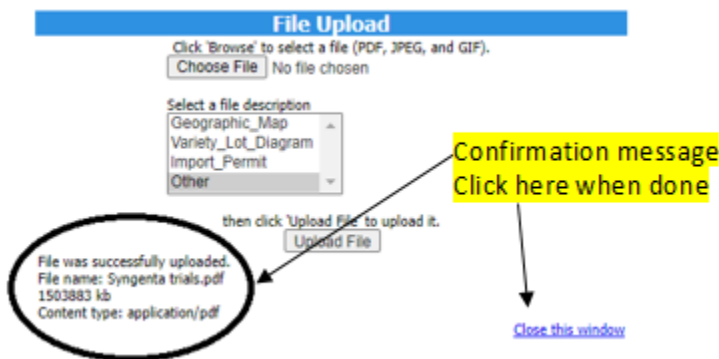 File Upload
Click 'Browse' to select a file (PDF, JPEG, and GIF).
Choose File No file chosen
Select a file description
Geographic_Map
Variety_Lot_Diagram
Import_Permit
Other
Confirmation message
Click here when done
then click 'Upload File' to upload it.
Upload File
File was successfully uploaded.
File name: Syngenta trials.pdf
1503883 kb
Content type: application/pdf
Close this window